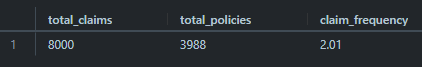 total_claims total_policies claim_frequency
1 8000 3988 2.01